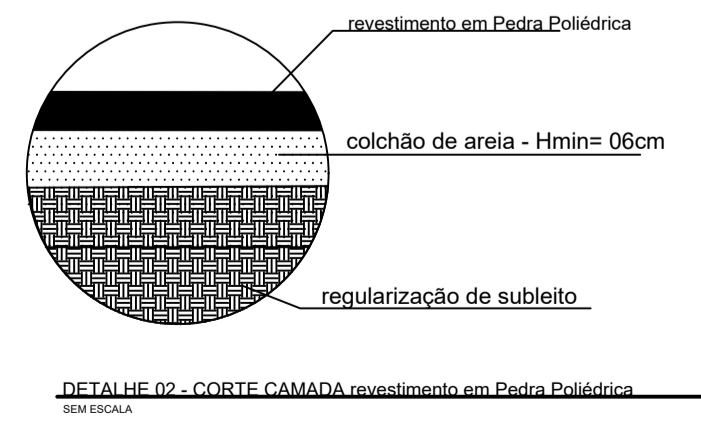 revestimento em Pedra Poliédrica
colchão de areia - Hmin= 06cm
regularização de subleito
DETALHE 02 - CORTE CAMADA revestimento em Pedra Poliédrica
SEM ESCALA